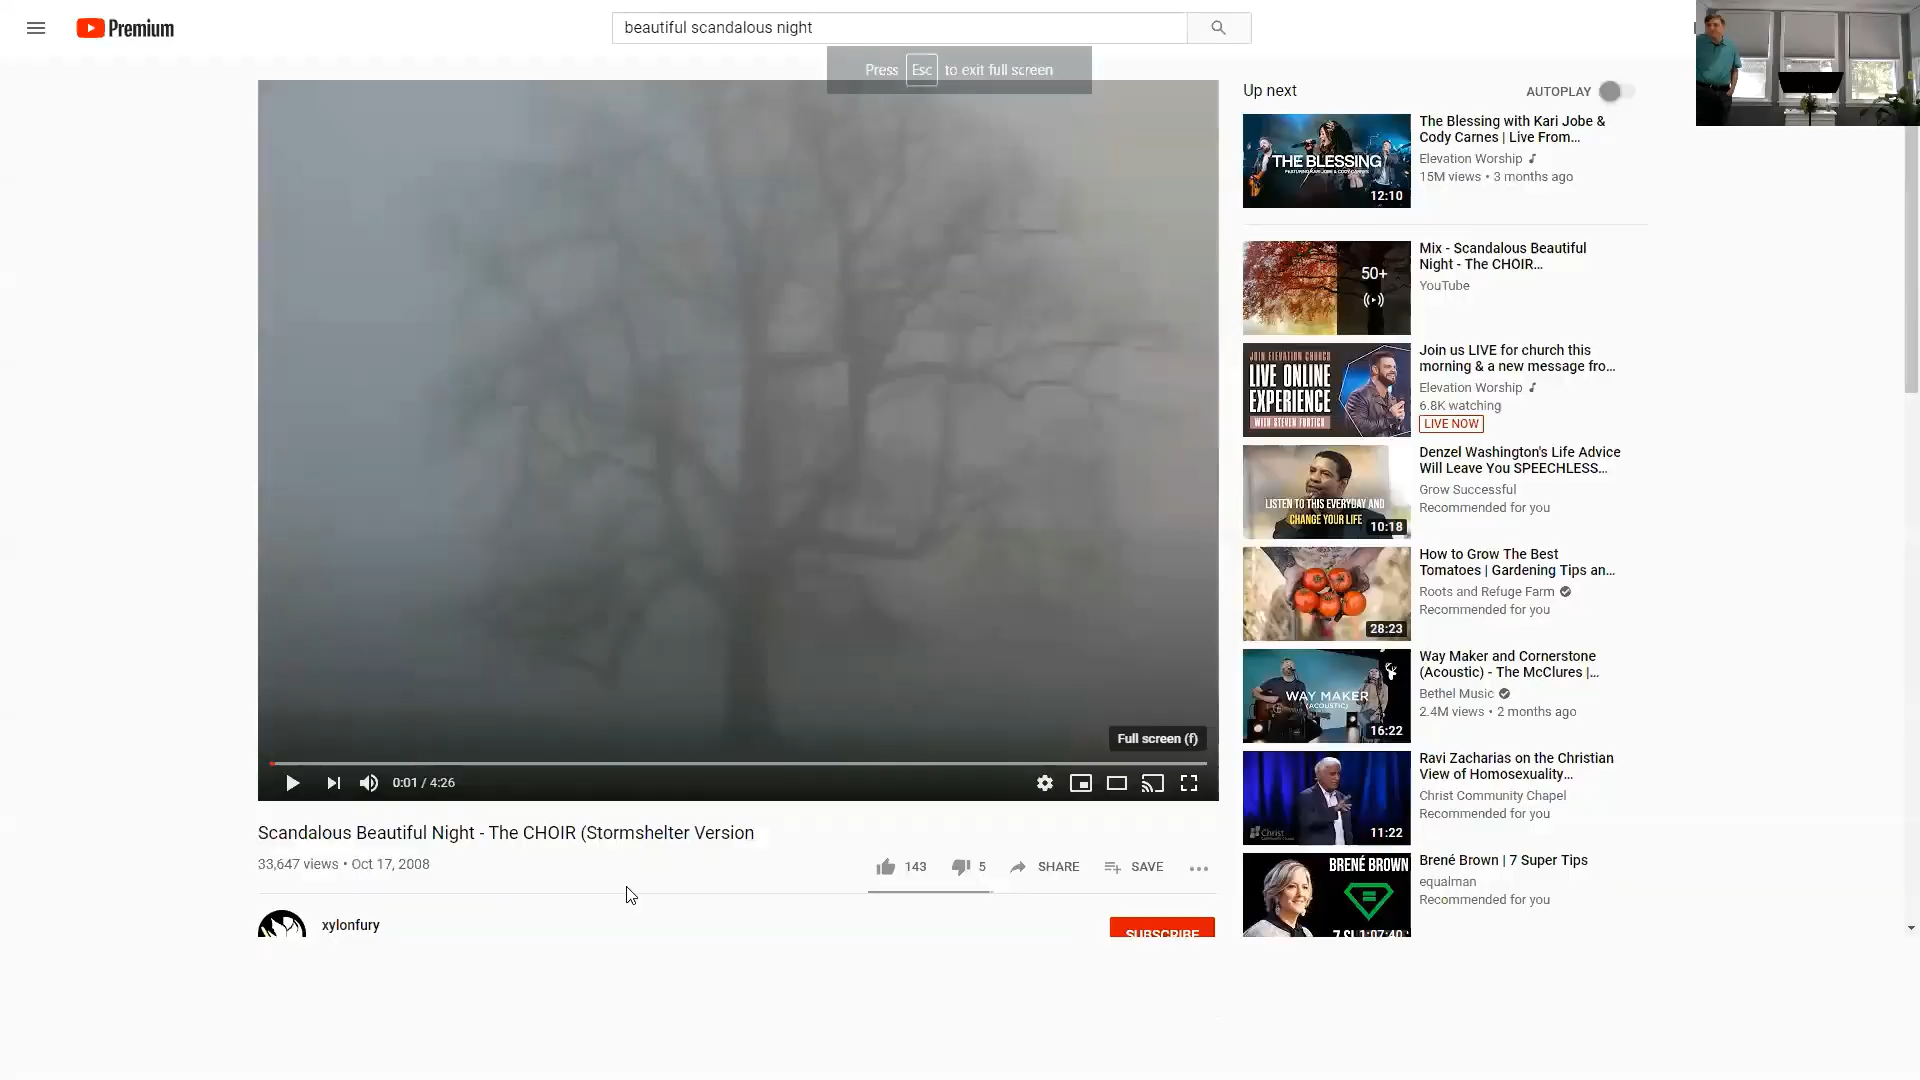 Premium
beautiful scandalous night
Press Esc to exit full screen
Full screen (f)
0:01 / 4:26
Scandalous Beautiful Night - The CHOIR (Stormshelter Version
33,647 views • Oct 17, 2008
143
5
SHARE
SAVE
xylonfury
SUBSCRIBE
Up next
AUTOPLAY
THE BLESSING
12:10
The Blessing with Kari Jobe &
Cody Carnes | Live From...
Elevation Worship
15M views • 3 months ago
50+
Mix - Scandalous Beautiful
Night - The CHOIR...
YouTube
JOIN ELEVATION CHURCH
LIVE ONLINE
EXPERIENCE
WITH STEVEN FURTICK
Join us LIVE for church this
morning & a new message fro...
Elevation Worship
6.8K watching
LIVE NOW
LISTEN TO THIS EVERYDAY AND
CHANGE YOUR LIFE
10:18
Denzel Washington's Life Advice
Will Leave You SPEECHLESS...
Grow Successful
Recommended for you
28:23
How to Grow The Best
Tomatoes | Gardening Tips an...
Roots and Refuge Farm
Recommended for you
WAY MAKER
(ACOUSTIC)
16:22
Way Maker and Cornerstone
(Acoustic) - The McClures |...
Bethel Music
2.4M views • 2 months ago
Christ
11:22
Ravi Zacharias on the Christian
View of Homosexuality...
Christ Community Chapel
Recommended for you
BRENÉ BROWN
1:07:40
Brené Brown | 7 Super Tips
equalman
Recommended for you